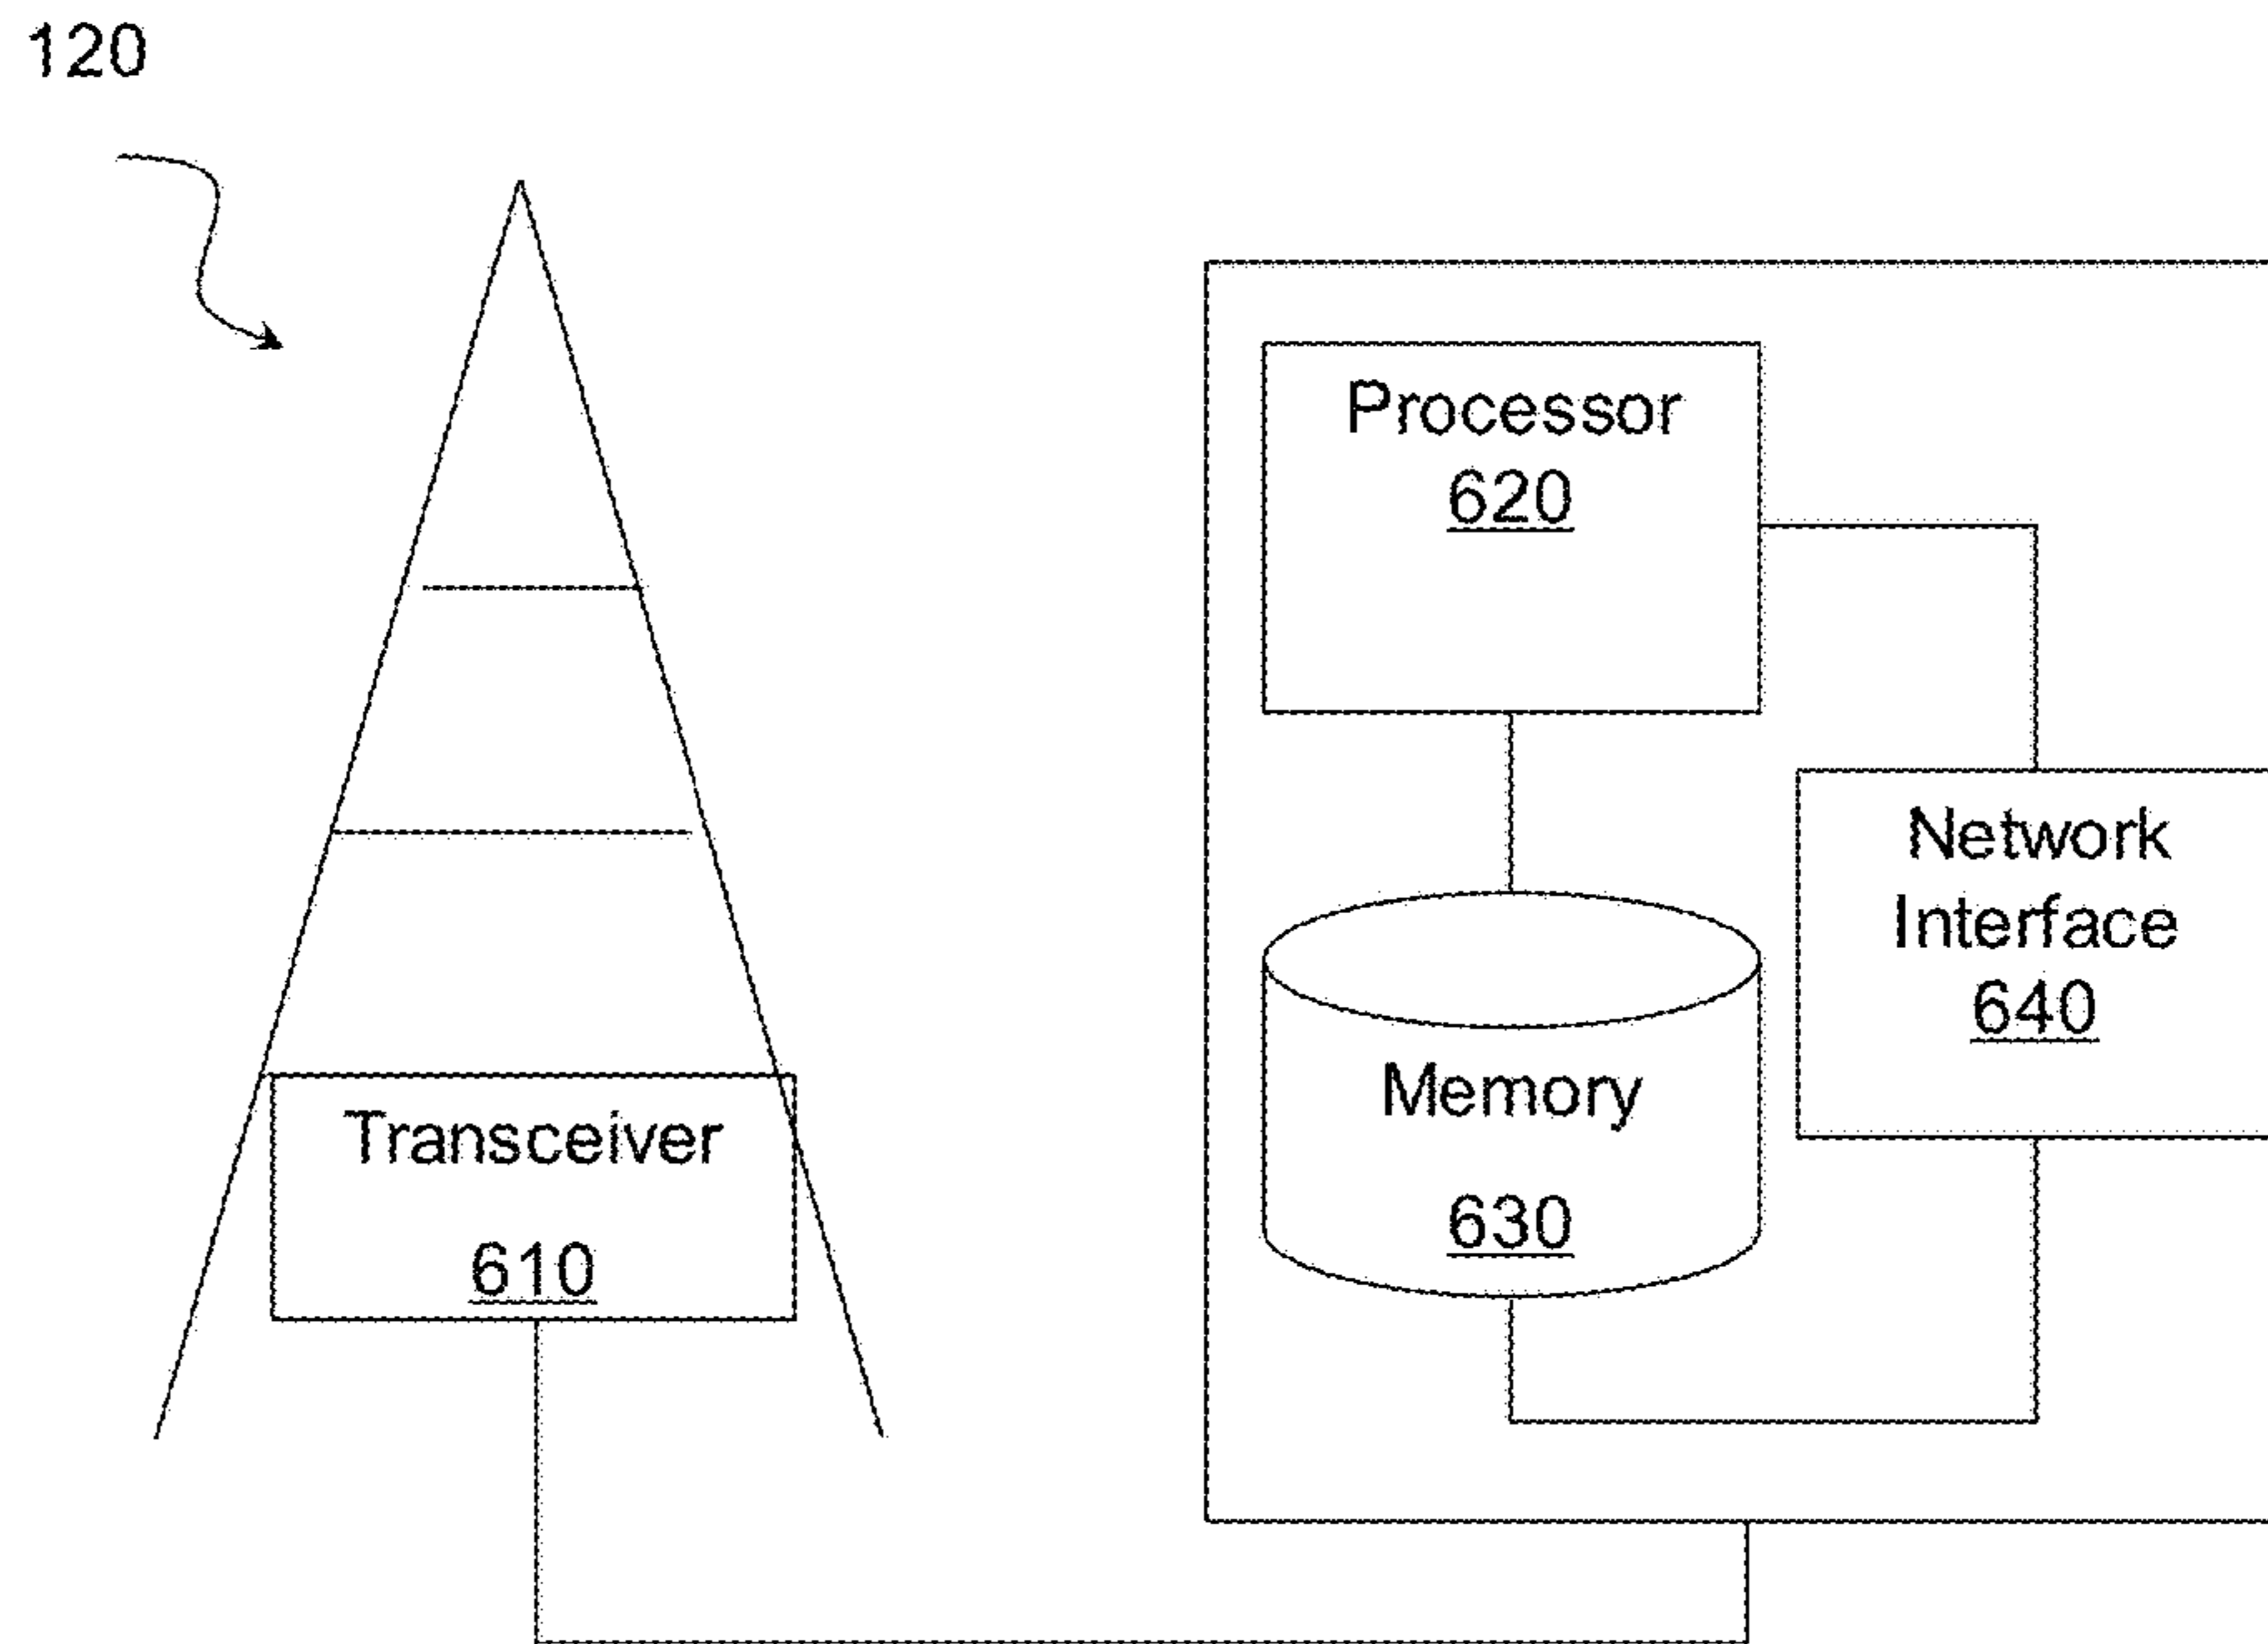 120
Processor
620
Network
Interface
640
Memory
630
Transceiver
610